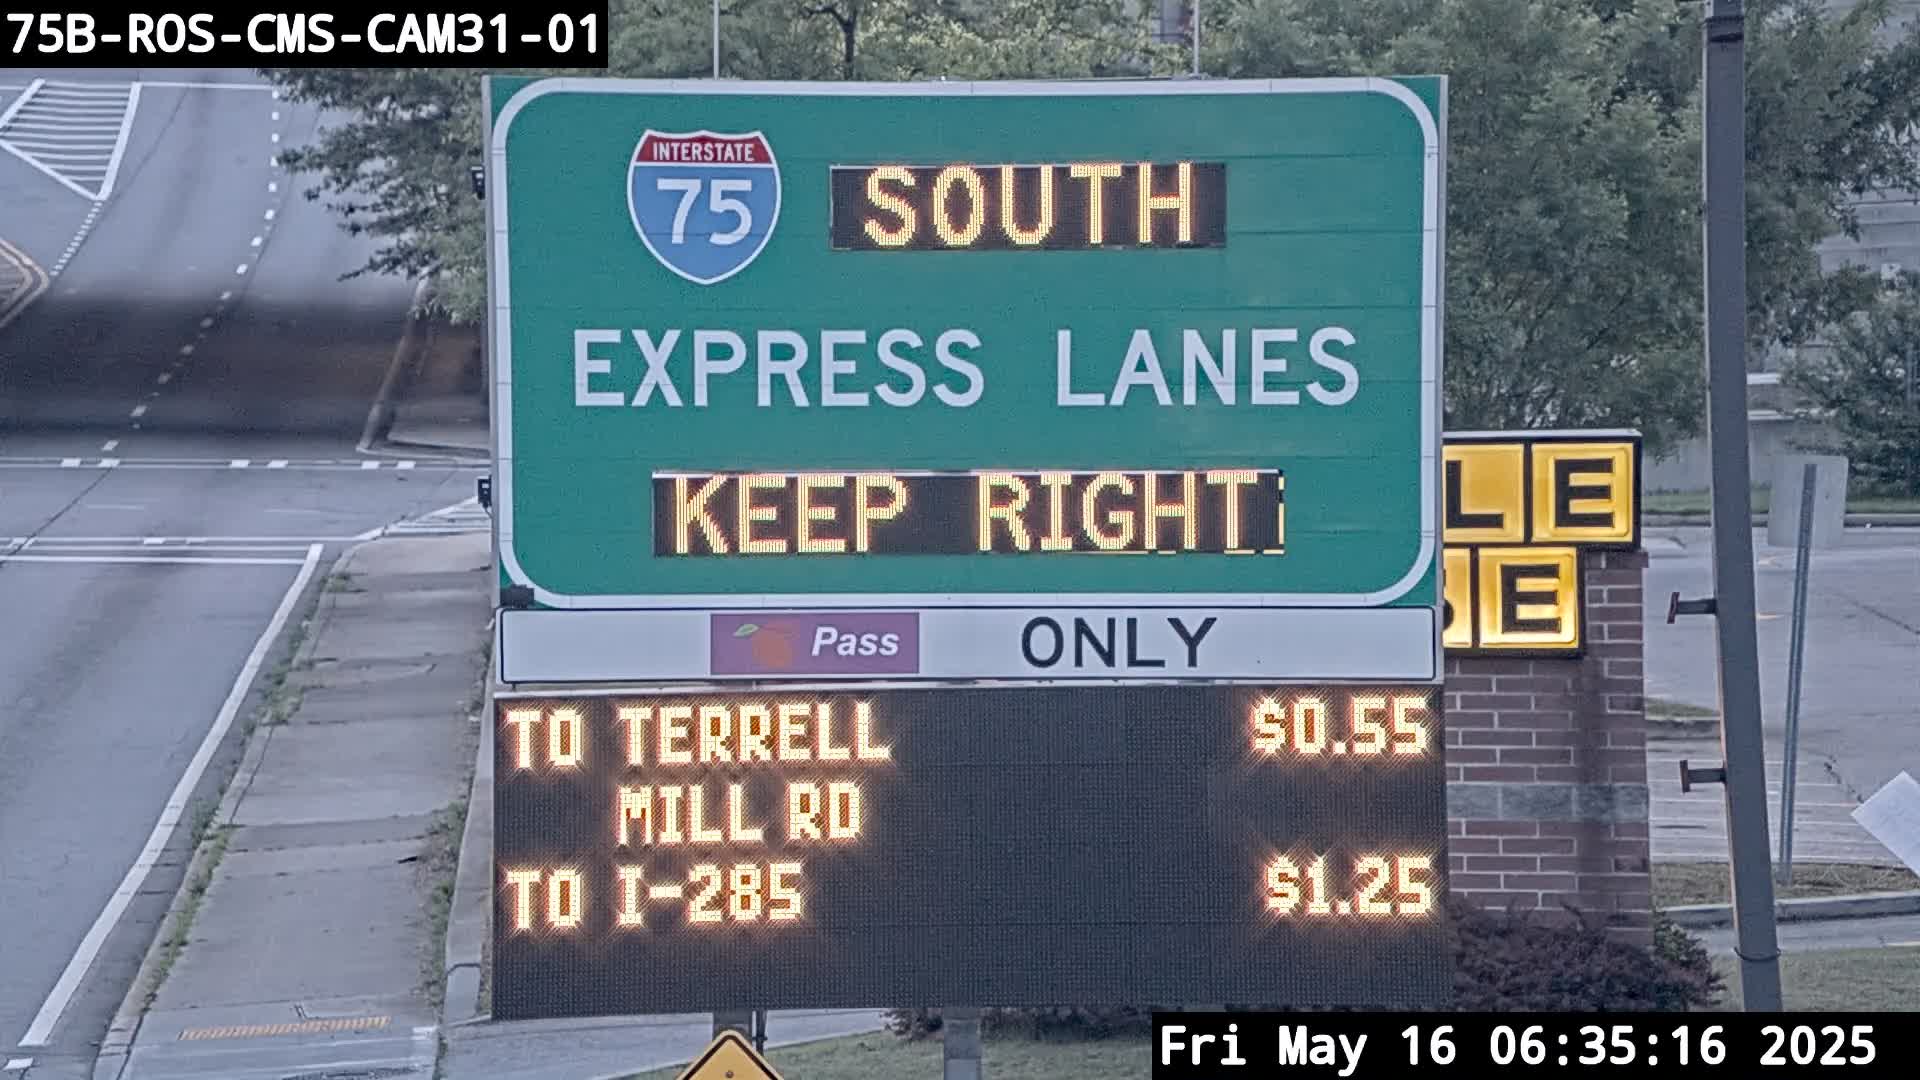 75B-ROS-CMS-CAM31-01
INTERSTATE
75
SOUTH
EXPRESS LANES
KEEP RIGHT
LE
E
Pass ONLY
TO TERRELL $0.55
MILL RD
TO I-285 $1.25
Fri May 16 06:35:16 2025